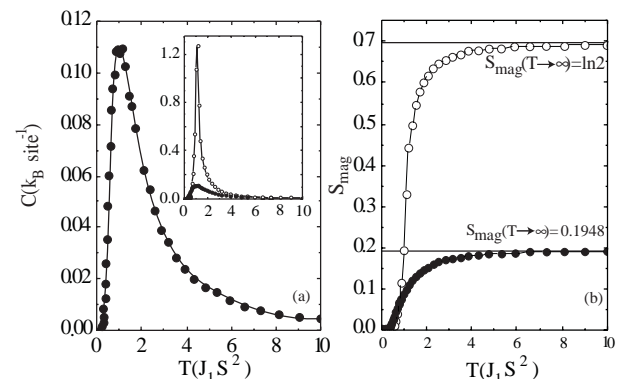 0.12
0.10
0.08
0.06
0.04
0.02
0.00
C(k_B site^-1)
1.2
0.8
0.4
0.0
0 2 4 6 8 10
(a)
0 2 4 6 8 10
T(J_1S^2)
0.7
0.6
0.5
0.4
0.3
0.2
0.1
0.0
S_mag
S_mag(T→∞)=ln2
S_mag(T→∞)=0.1948
(b)
0 2 4 6 8 10
T(J_1S^2)